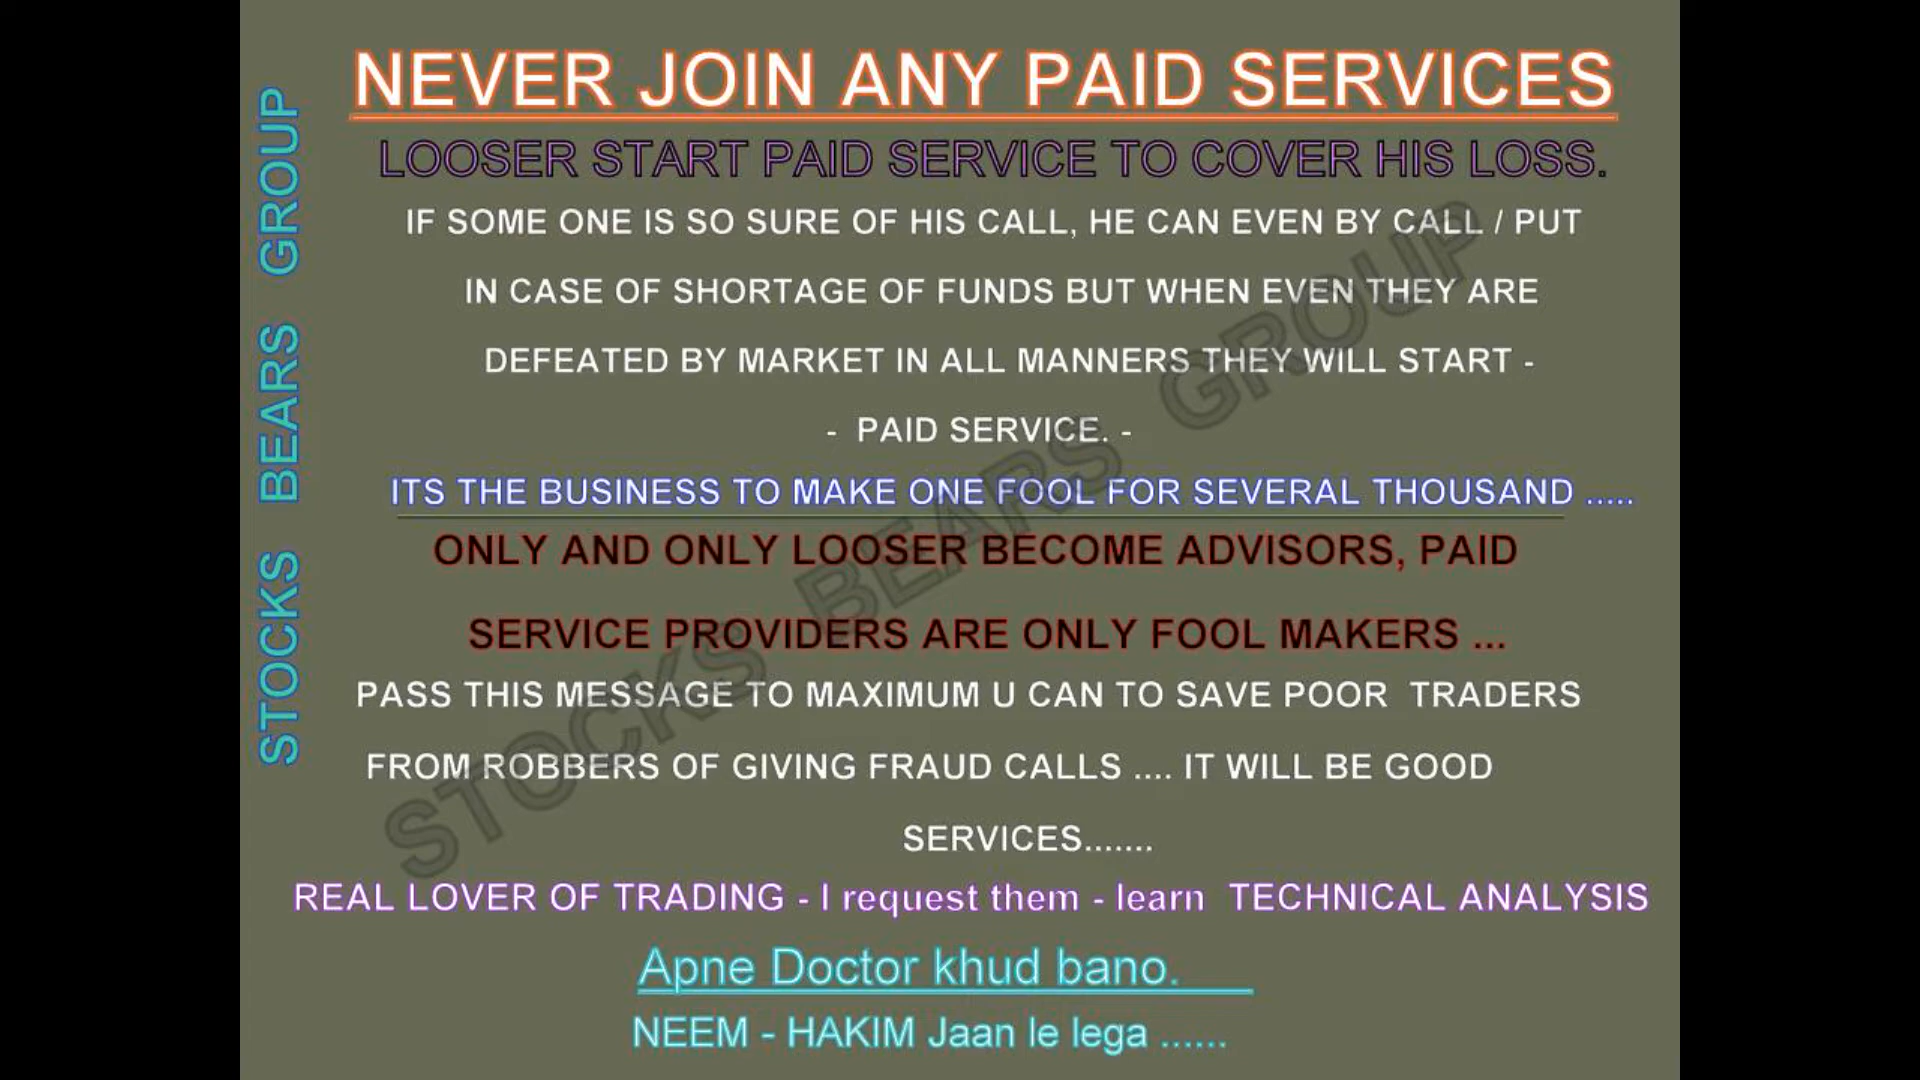 NEVER JOIN ANY PAID SERVICES
LOOSER START PAID SERVICE TO COVER HIS LOSS.
IF SOME ONE IS SO SURE OF HIS CALL, HE CAN EVEN BY CALL / PUT
IN CASE OF SHORTAGE OF FUNDS BUT WHEN EVEN THEY ARE
DEFEATED BY MARKET IN ALL MANNERS THEY WILL START -
- PAID SERVICE. -
ITS THE BUSINESS TO MAKE ONE FOOL FOR SEVERAL THOUSAND .....
ONLY AND ONLY LOOSER BECOME ADVISORS, PAID
SERVICE PROVIDERS ARE ONLY FOOL MAKERS ...
PASS THIS MESSAGE TO MAXIMUM U CAN TO SAVE POOR TRADERS
FROM ROBBERS OF GIVING FRAUD CALLS .... IT WILL BE GOOD
SERVICES.......
REAL LOVER OF TRADING - I request them - learn TECHNICAL ANALYSIS
Apne Doctor khud bano.
NEEM - HAKIM Jaan le lega ......
STOCKS BEARS GROUP
STOCKS BEARS GROUP